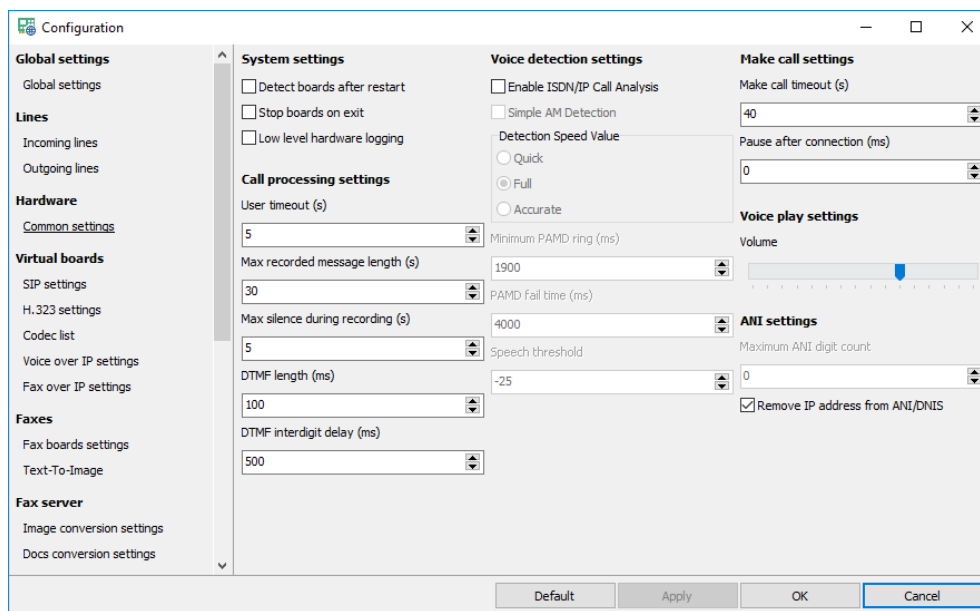 Configuration
Global settings
Global settings
Lines
Incoming lines
Outgoing lines
Hardware
Common settings
Virtual boards
SIP settings
H.323 settings
Codec list
Voice over IP settings
Fax over IP settings
Faxes
Fax boards settings
Text-To-Image
Fax server
Image conversion settings
Docs conversion settings
System settings
Detect boards after restart
Stop boards on exit
Low level hardware logging
Call processing settings
User timeout (s)
5
Max recorded message length (s)
30
Max silence during recording (s)
5
DTMF length (ms)
100
DTMF interdigit delay (ms)
500
Voice detection settings
Enable ISDN/IP Call Analysis
Simple AM Detection
Detection Speed Value
Quick
Full
Accurate
Minimum PAMD ring (ms)
1900
PAMD fail time (ms)
4000
Speech threshold
-25
Make call settings
Make call timeout (s)
40
Pause after connection (ms)
0
Voice play settings
Volume
ANI settings
Maximum ANI digit count
0
Remove IP address from ANI/DNIS
Default
Apply
OK
Cancel